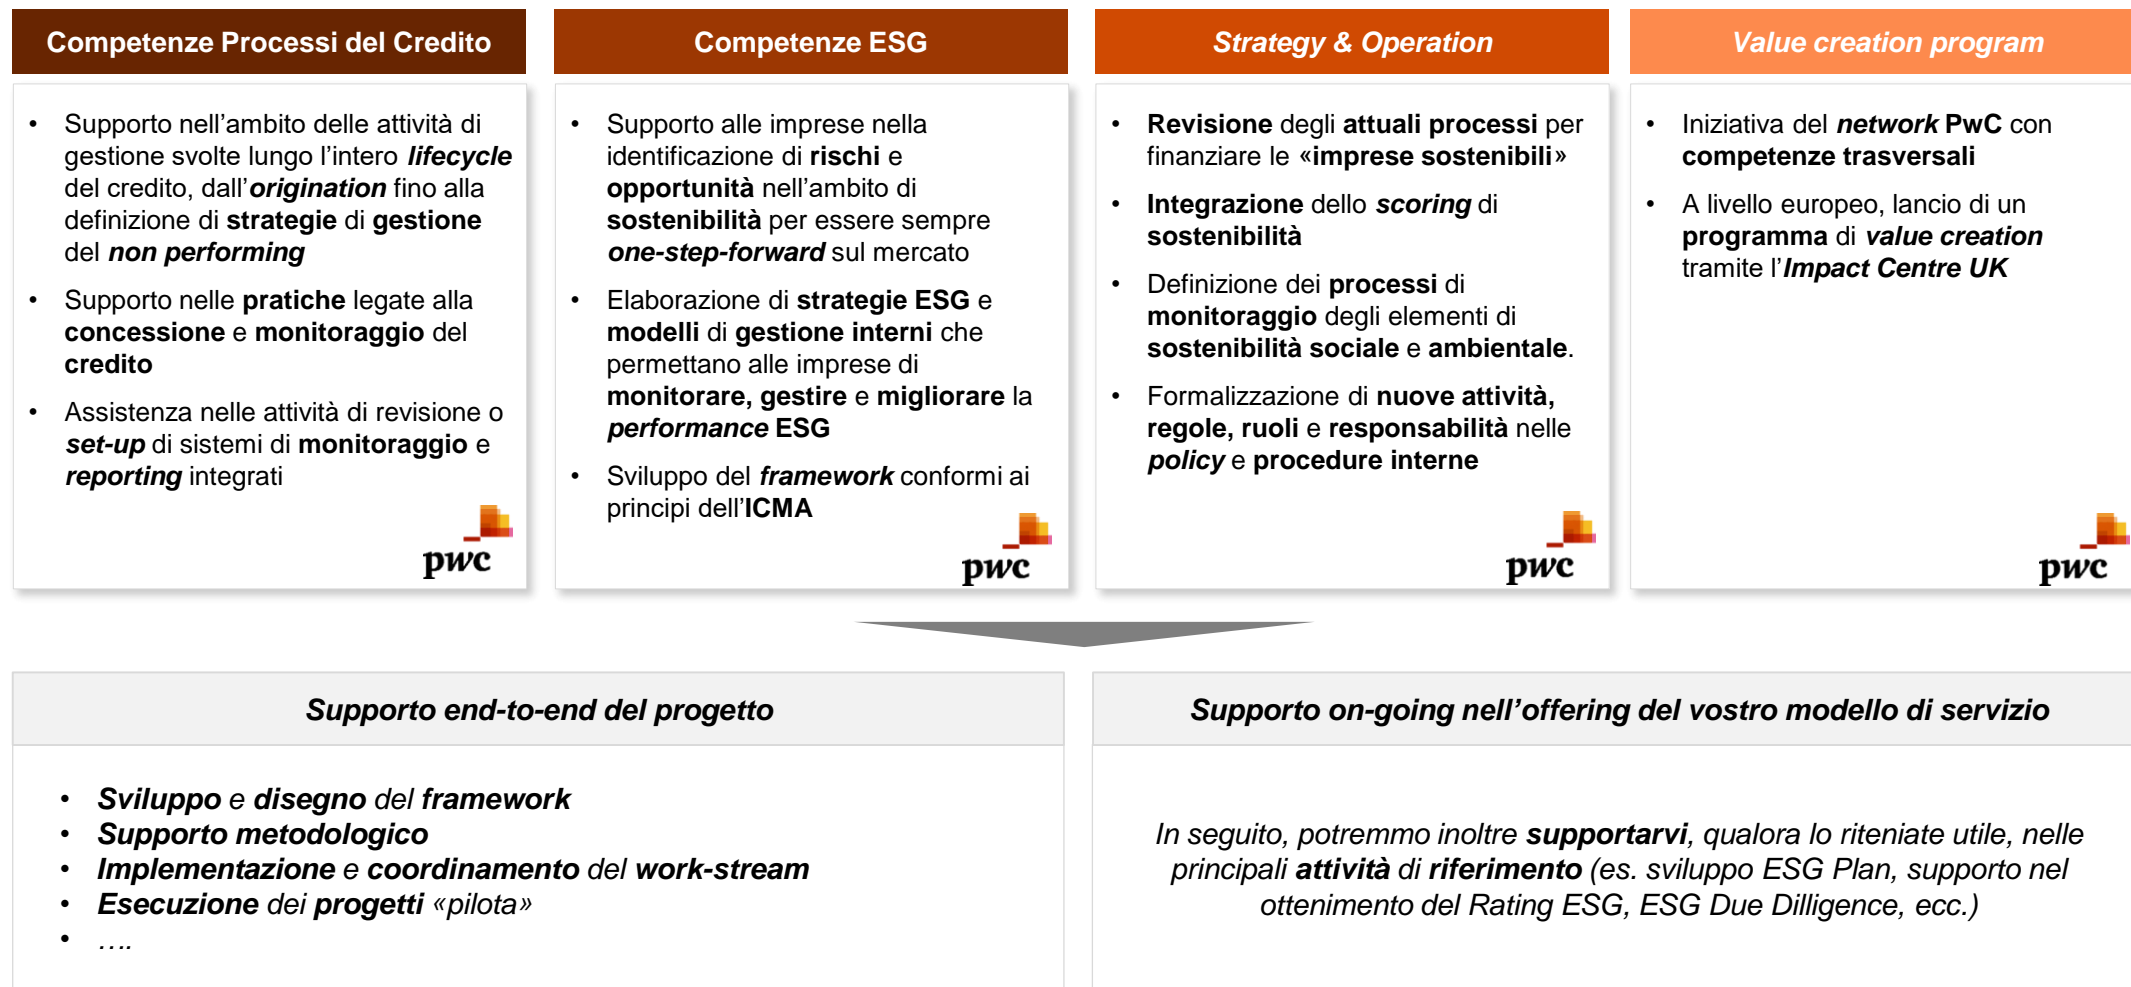 Competenze Processi del Credito
• Supporto nell'ambito delle attività di
gestione svolte lungo l'intero lifecycle
del credito, dall'origination fino alla
definizione di strategie di gestione
del non performing
• Supporto nelle pratiche legate alla
concessione e monitoraggio del
credito
• Assistenza nelle attività di revisione o
set-up di sistemi di monitoraggio e
reporting integrati
pwc
Competenze ESG
• Supporto alle imprese nella
identificazione di rischi e
opportunità nell'ambito di
sostenibilità per essere sempre
one-step-forward sul mercato
• Elaborazione di strategie ESG e
modelli di gestione interni che
permettano alle imprese di
monitorare, gestire e migliorare la
performance ESG
• Sviluppo del framework conformi ai
principi dell'ICMA
pwc
Strategy & Operation
• Revisione degli attuali processi per
finanziare le «imprese sostenibili»
• Integrazione dello scoring di
sostenibilità
• Definizione dei processi di
monitoraggio degli elementi di
sostenibilità sociale e ambientale.
• Formalizzazione di nuove attività,
regole, ruoli e responsabilità nelle
policy e procedure interne
pwc
Value creation program
• Iniziativa del network PwC con
competenze trasversali
• A livello europeo, lancio di un
programma di value creation
tramite l'Impact Centre UK
pwc
Supporto end-to-end del progetto
• Sviluppo e disegno del framework
• Supporto metodologico
• Implementazione e coordinamento del work-stream
• Esecuzione dei progetti «pilota»
• ….
Supporto on-going nell'offering del vostro modello di servizio
In seguito, potremmo inoltre supportarvi, qualora lo riteniate utile, nelle
principali attività di riferimento (es. sviluppo ESG Plan, supporto nel
ottenimento del Rating ESG, ESG Due Dilligence, ecc.)